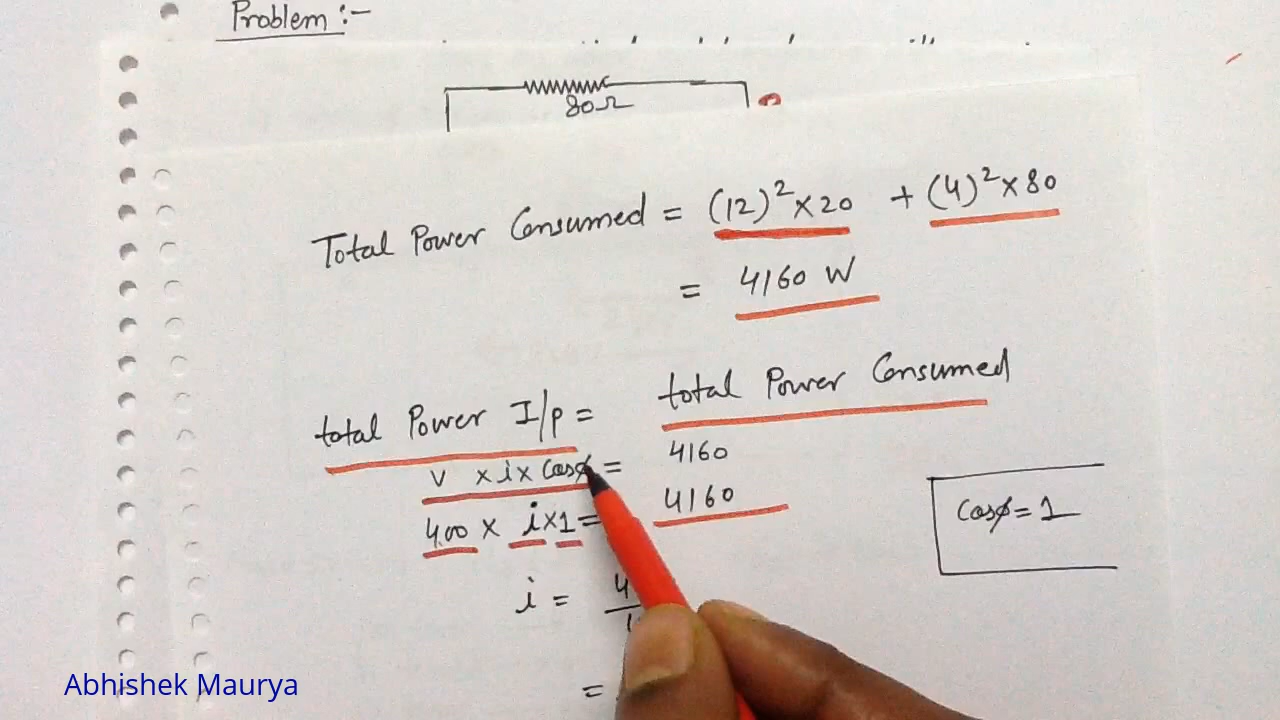 Problem :-
80Ω
Total Power Consumed = (12)² × 20 + (4)² × 80
= 4160 W
total Power I/p = total Power Consumed
V × i × cosϕ = 4160
400 × i × 1 = 4160
cosϕ = 1
i = 4
=
Abhishek Maurya